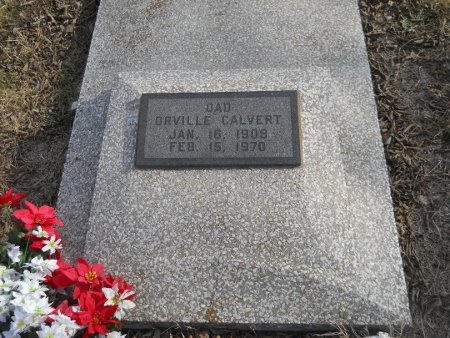 DAD
ORVILLE CALVERT
JAN. 16, 1909
FEB. 15, 1970